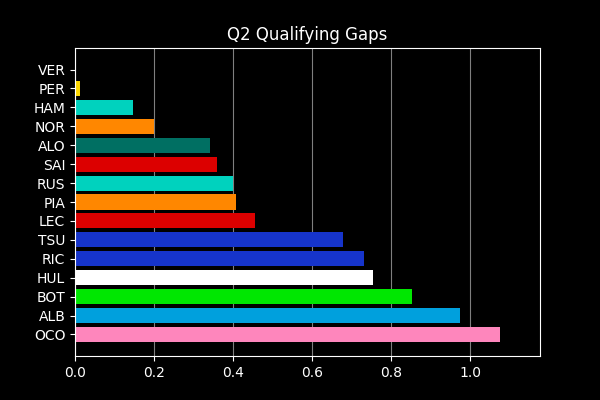 Q2 Qualifying Gaps
VER
PER
HAM
NOR
ALO
SAI
RUS
PIA
LEC
TSU
RIC
HUL
BOT
ALB
OCO
0.0 0.2 0.4 0.6 0.8 1.0